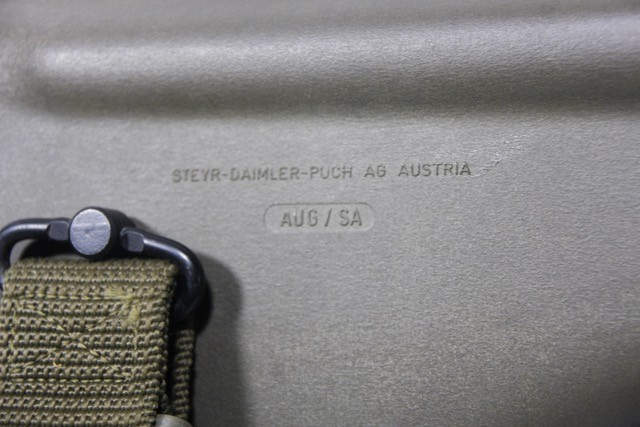 STEYR-DAIMLER-PUCH AG AUSTRIA
AUG / SA